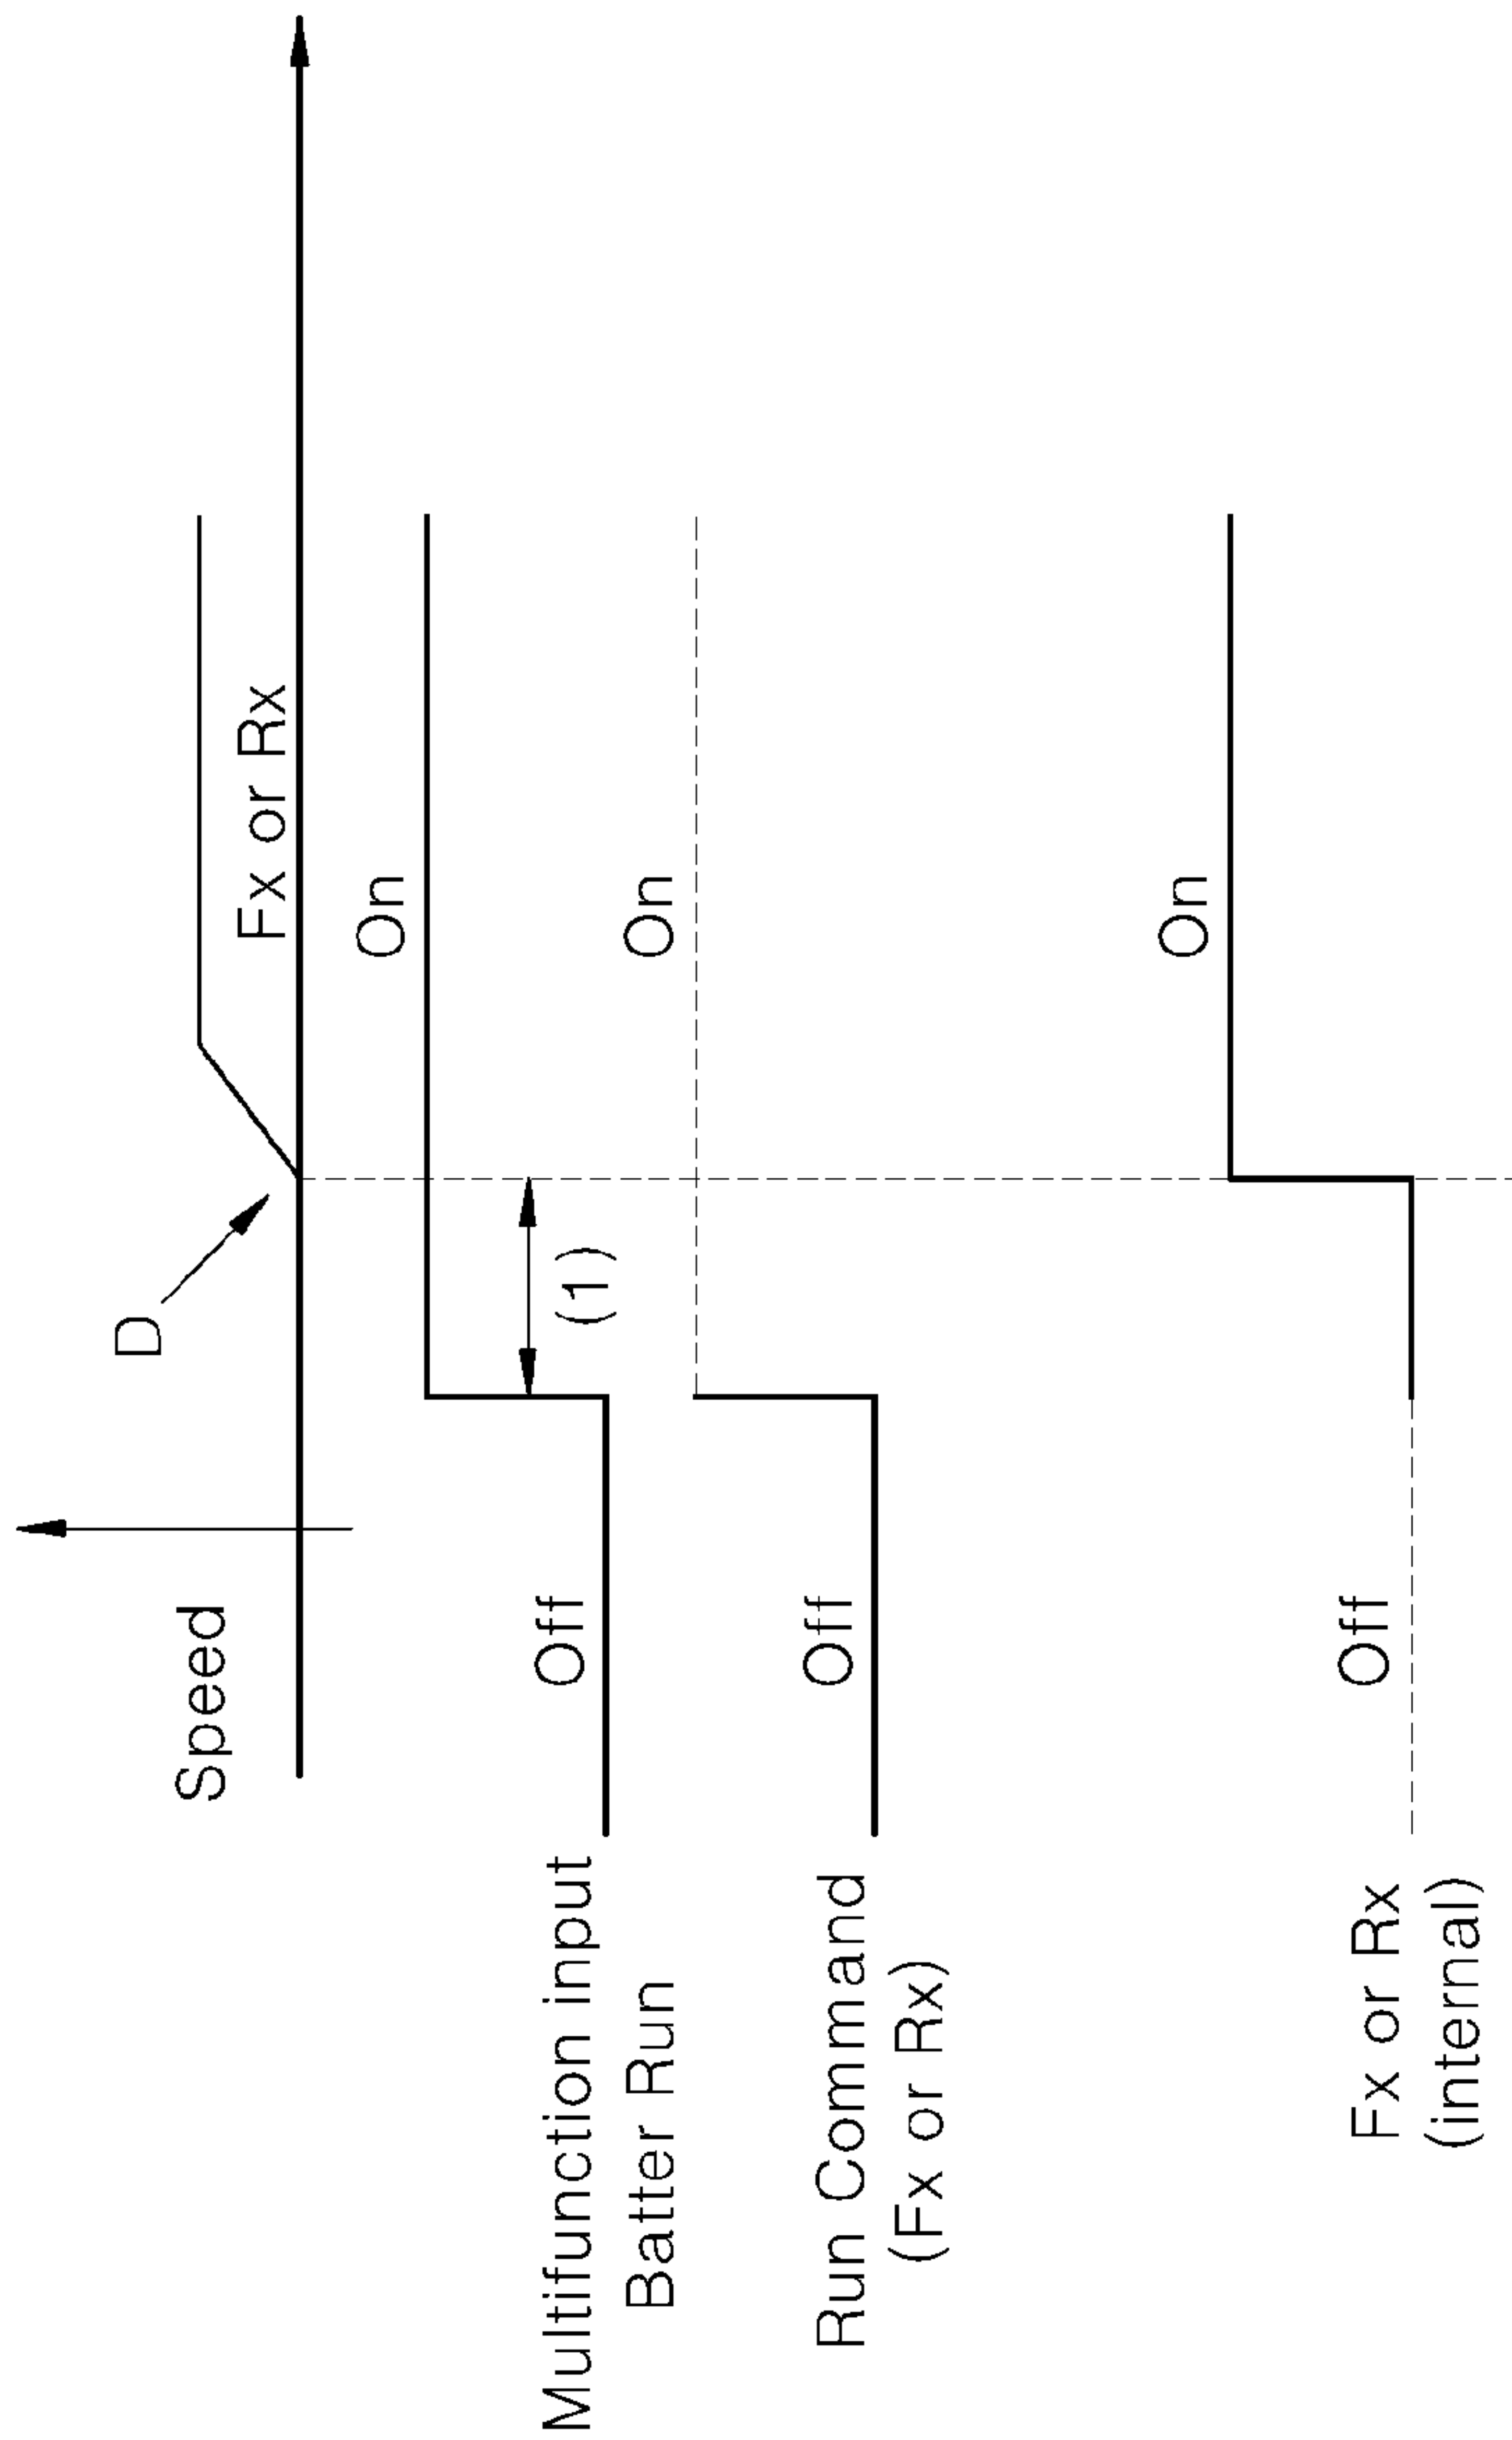 Speed
D
Fx or Rx
Multifunction input
Batter Run
Off
On
(1)
Run Command
(Fx or Rx)
Off
On
Fx or Rx
(internal)
Off
On